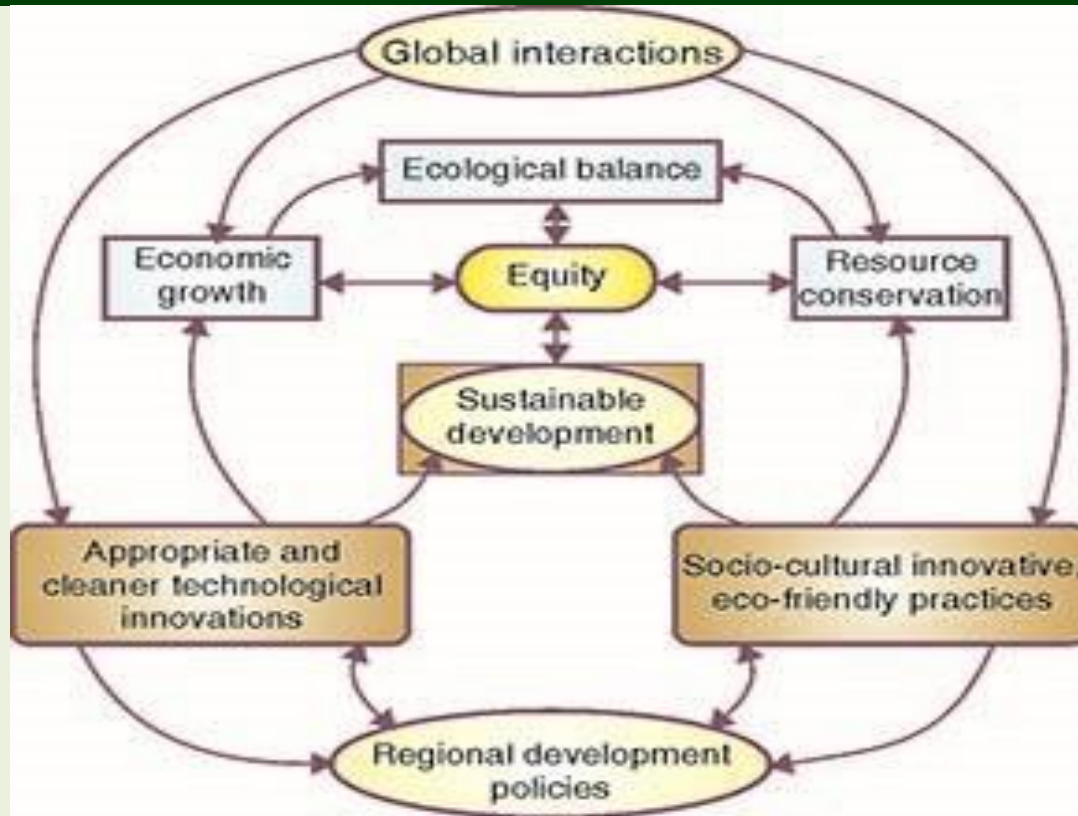 Global interactions
Ecological balance
Economic
growth
Equity
Resource
conservation
Sustainable
development
Appropriate and
cleaner technological
innovations
Socio-cultural innovative,
eco-friendly practices
Regional development
policies